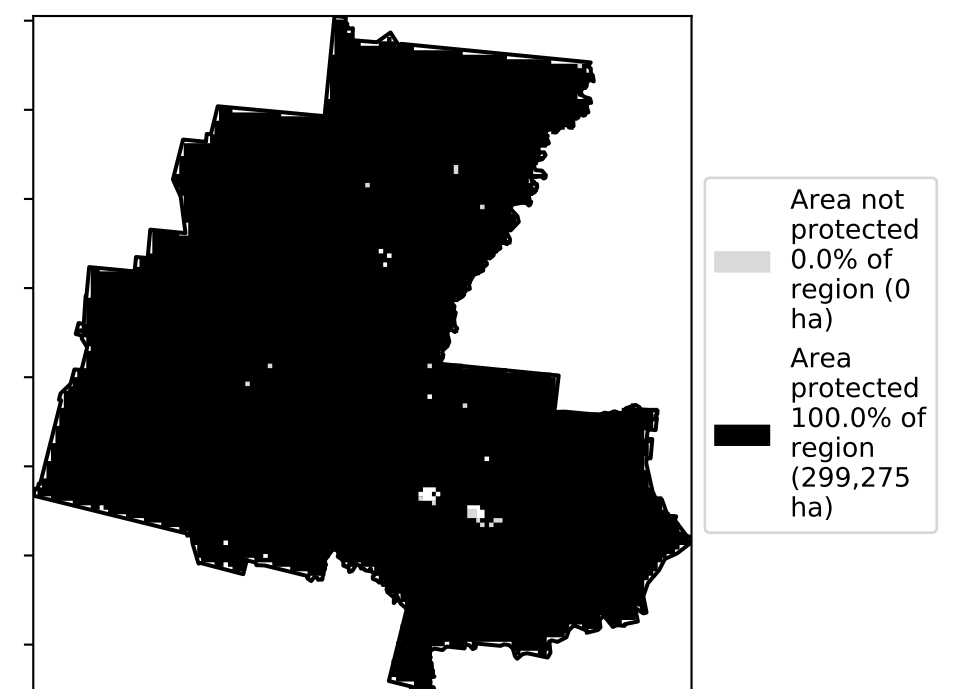 Area not
protected
0.0% of
region (0
ha)
Area
protected
100.0% of
region
(299,275
ha)